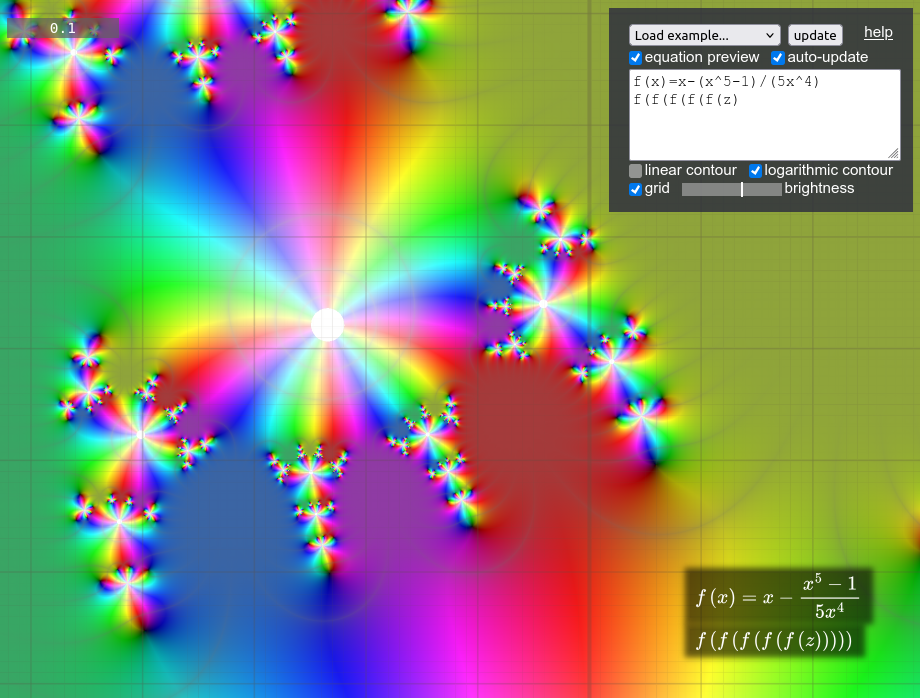 0.1
Load example... update help
equation preview auto-update
f(x)=x-(x^5-1)/(5x^4)
f(f(f(f(f(z)
linear contour logarithmic contour
grid brightness
f(x) = x − \frac{x^5 − 1}{5x^4}
f(f(f(f(f(z)))))